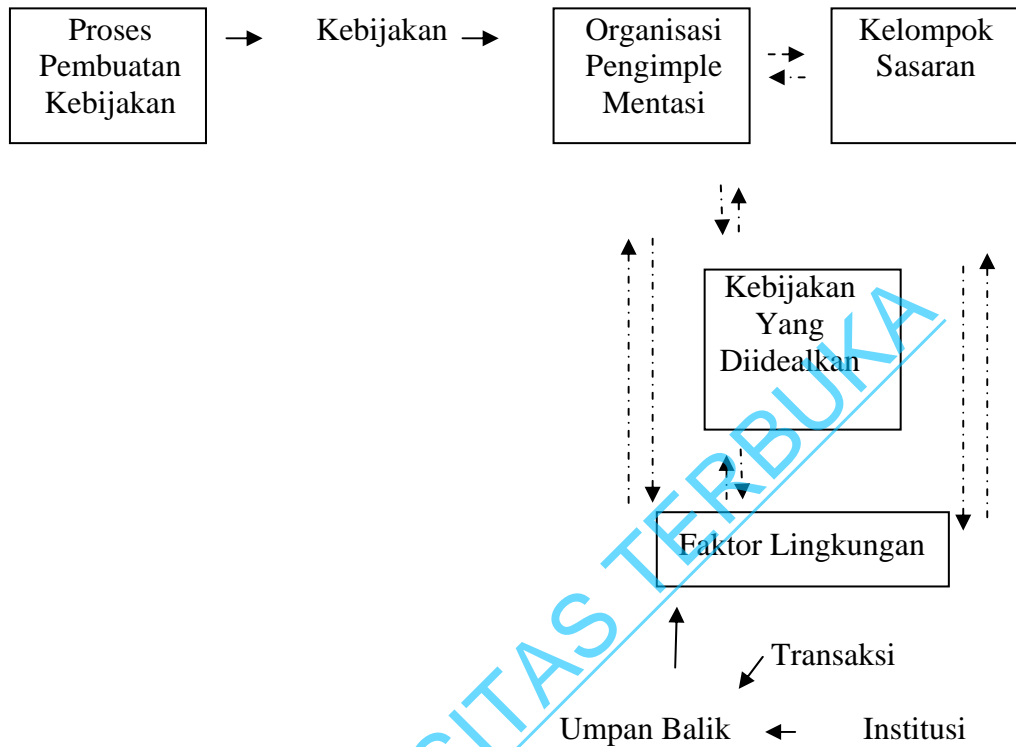 Proses
Pembuatan
Kebijakan
Kebijakan
Organisasi
Pengimple
Mentasi
Kelompok
Sasaran
Kebijakan
Yang
Diidealkan
Faktor Lingkungan
Transaksi
Umpan Balik
Institusi
SITAS TERBUKA